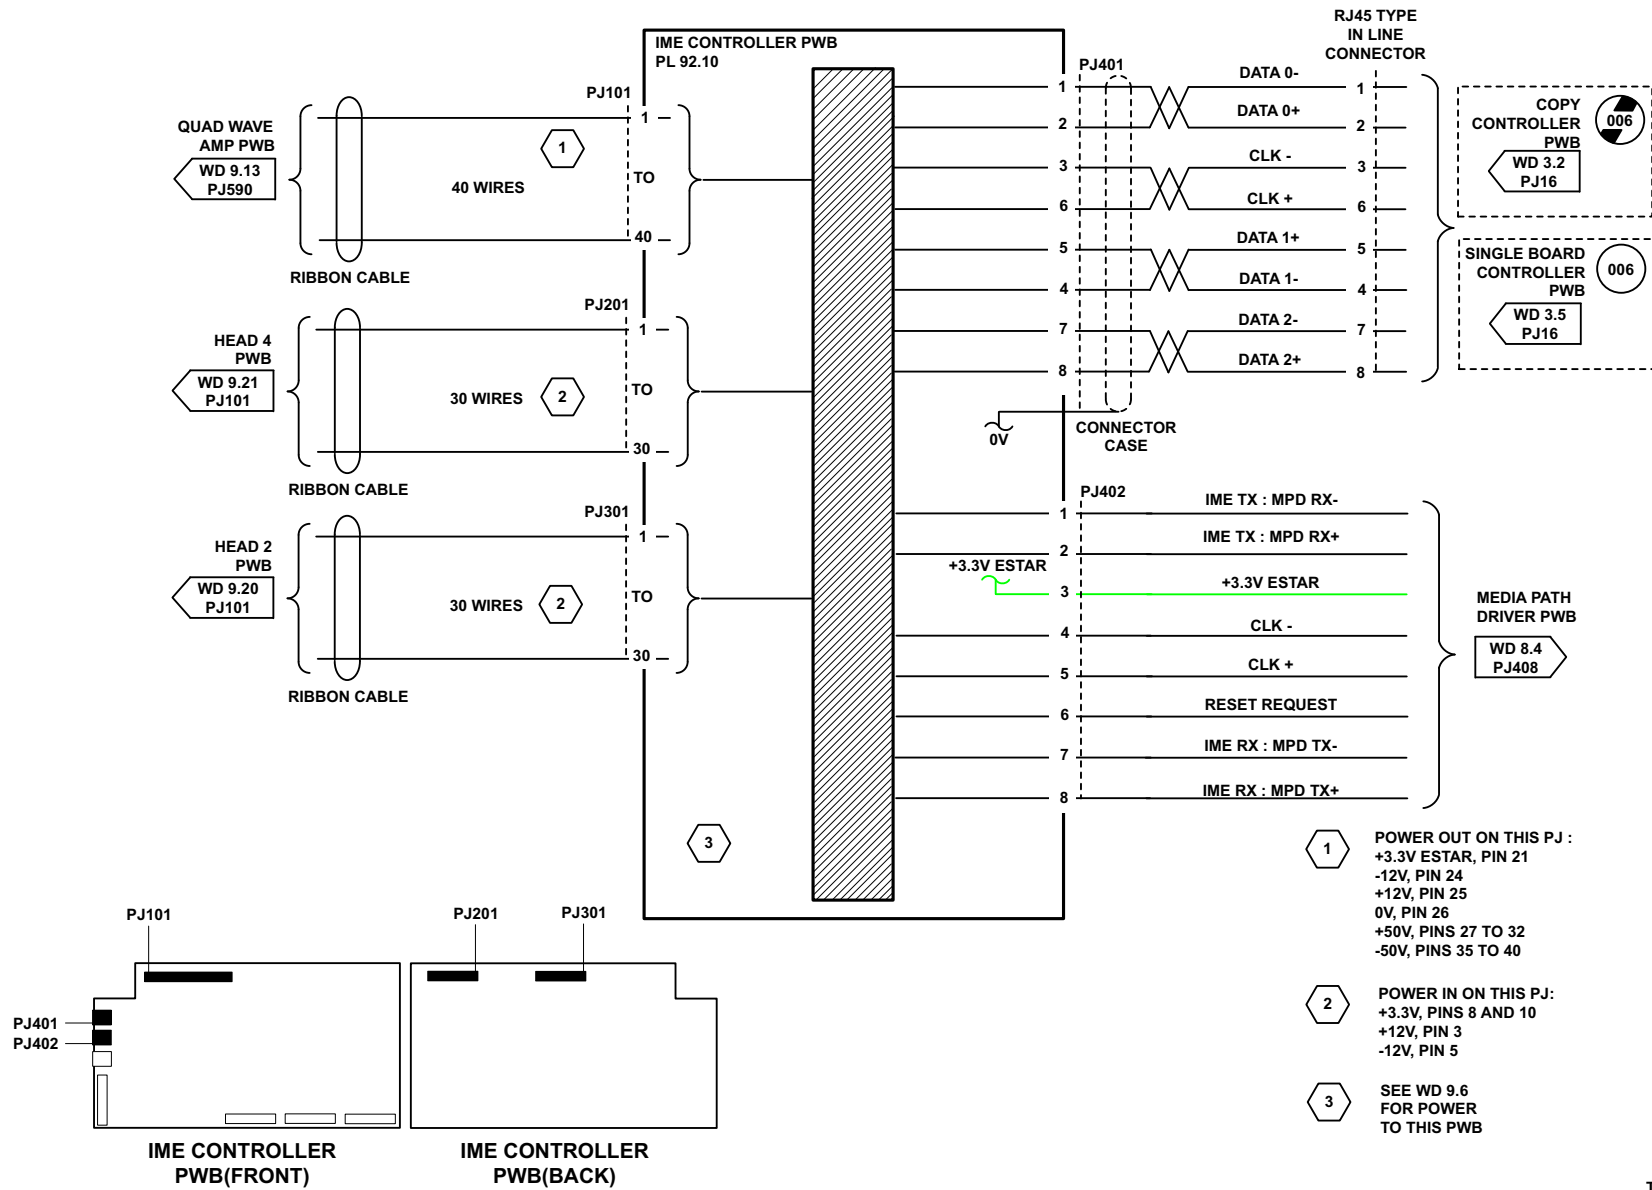 IME CONTROLLER PWB
PL 92.10
QUAD WAVE
AMP PWB
WD 9.13
PJ590
PJ101
1
TO
40
1
40 WIRES
RIBBON CABLE
HEAD 4
PWB
WD 9.21
PJ101
PJ201
1
TO
30
30 WIRES
2
RIBBON CABLE
HEAD 2
PWB
WD 9.20
PJ101
PJ301
1
TO
30
30 WIRES
2
RIBBON CABLE
3
PJ401
RJ45 TYPE
IN LINE
CONNECTOR
1 DATA 0- 1
2 DATA 0+ 2
3 CLK - 3
6 CLK + 6
5 DATA 1+ 5
4 DATA 1- 4
7 DATA 2- 7
8 DATA 2+ 8
0V
CONNECTOR
CASE
COPY
CONTROLLER
PWB
006
WD 3.2
PJ16
SINGLE BOARD
CONTROLLER
PWB
006
WD 3.5
PJ16
PJ402
1 IME TX : MPD RX-
2 IME TX : MPD RX+
+3.3V ESTAR
3 +3.3V ESTAR
4 CLK -
5 CLK +
6 RESET REQUEST
7 IME RX : MPD TX-
8 IME RX : MPD TX+
MEDIA PATH
DRIVER PWB
WD 8.4
PJ408
1
POWER OUT ON THIS PJ :
+3.3V ESTAR, PIN 21
-12V, PIN 24
+12V, PIN 25
0V, PIN 26
+50V, PINS 27 TO 32
-50V, PINS 35 TO 40
2
POWER IN ON THIS PJ:
+3.3V, PINS 8 AND 10
+12V, PIN 3
-12V, PIN 5
3
SEE WD 9.6
FOR POWER
TO THIS PWB
PJ101
PJ401
PJ402
IME CONTROLLER
PWB(FRONT)
PJ201
PJ301
IME CONTROLLER
PWB(BACK)